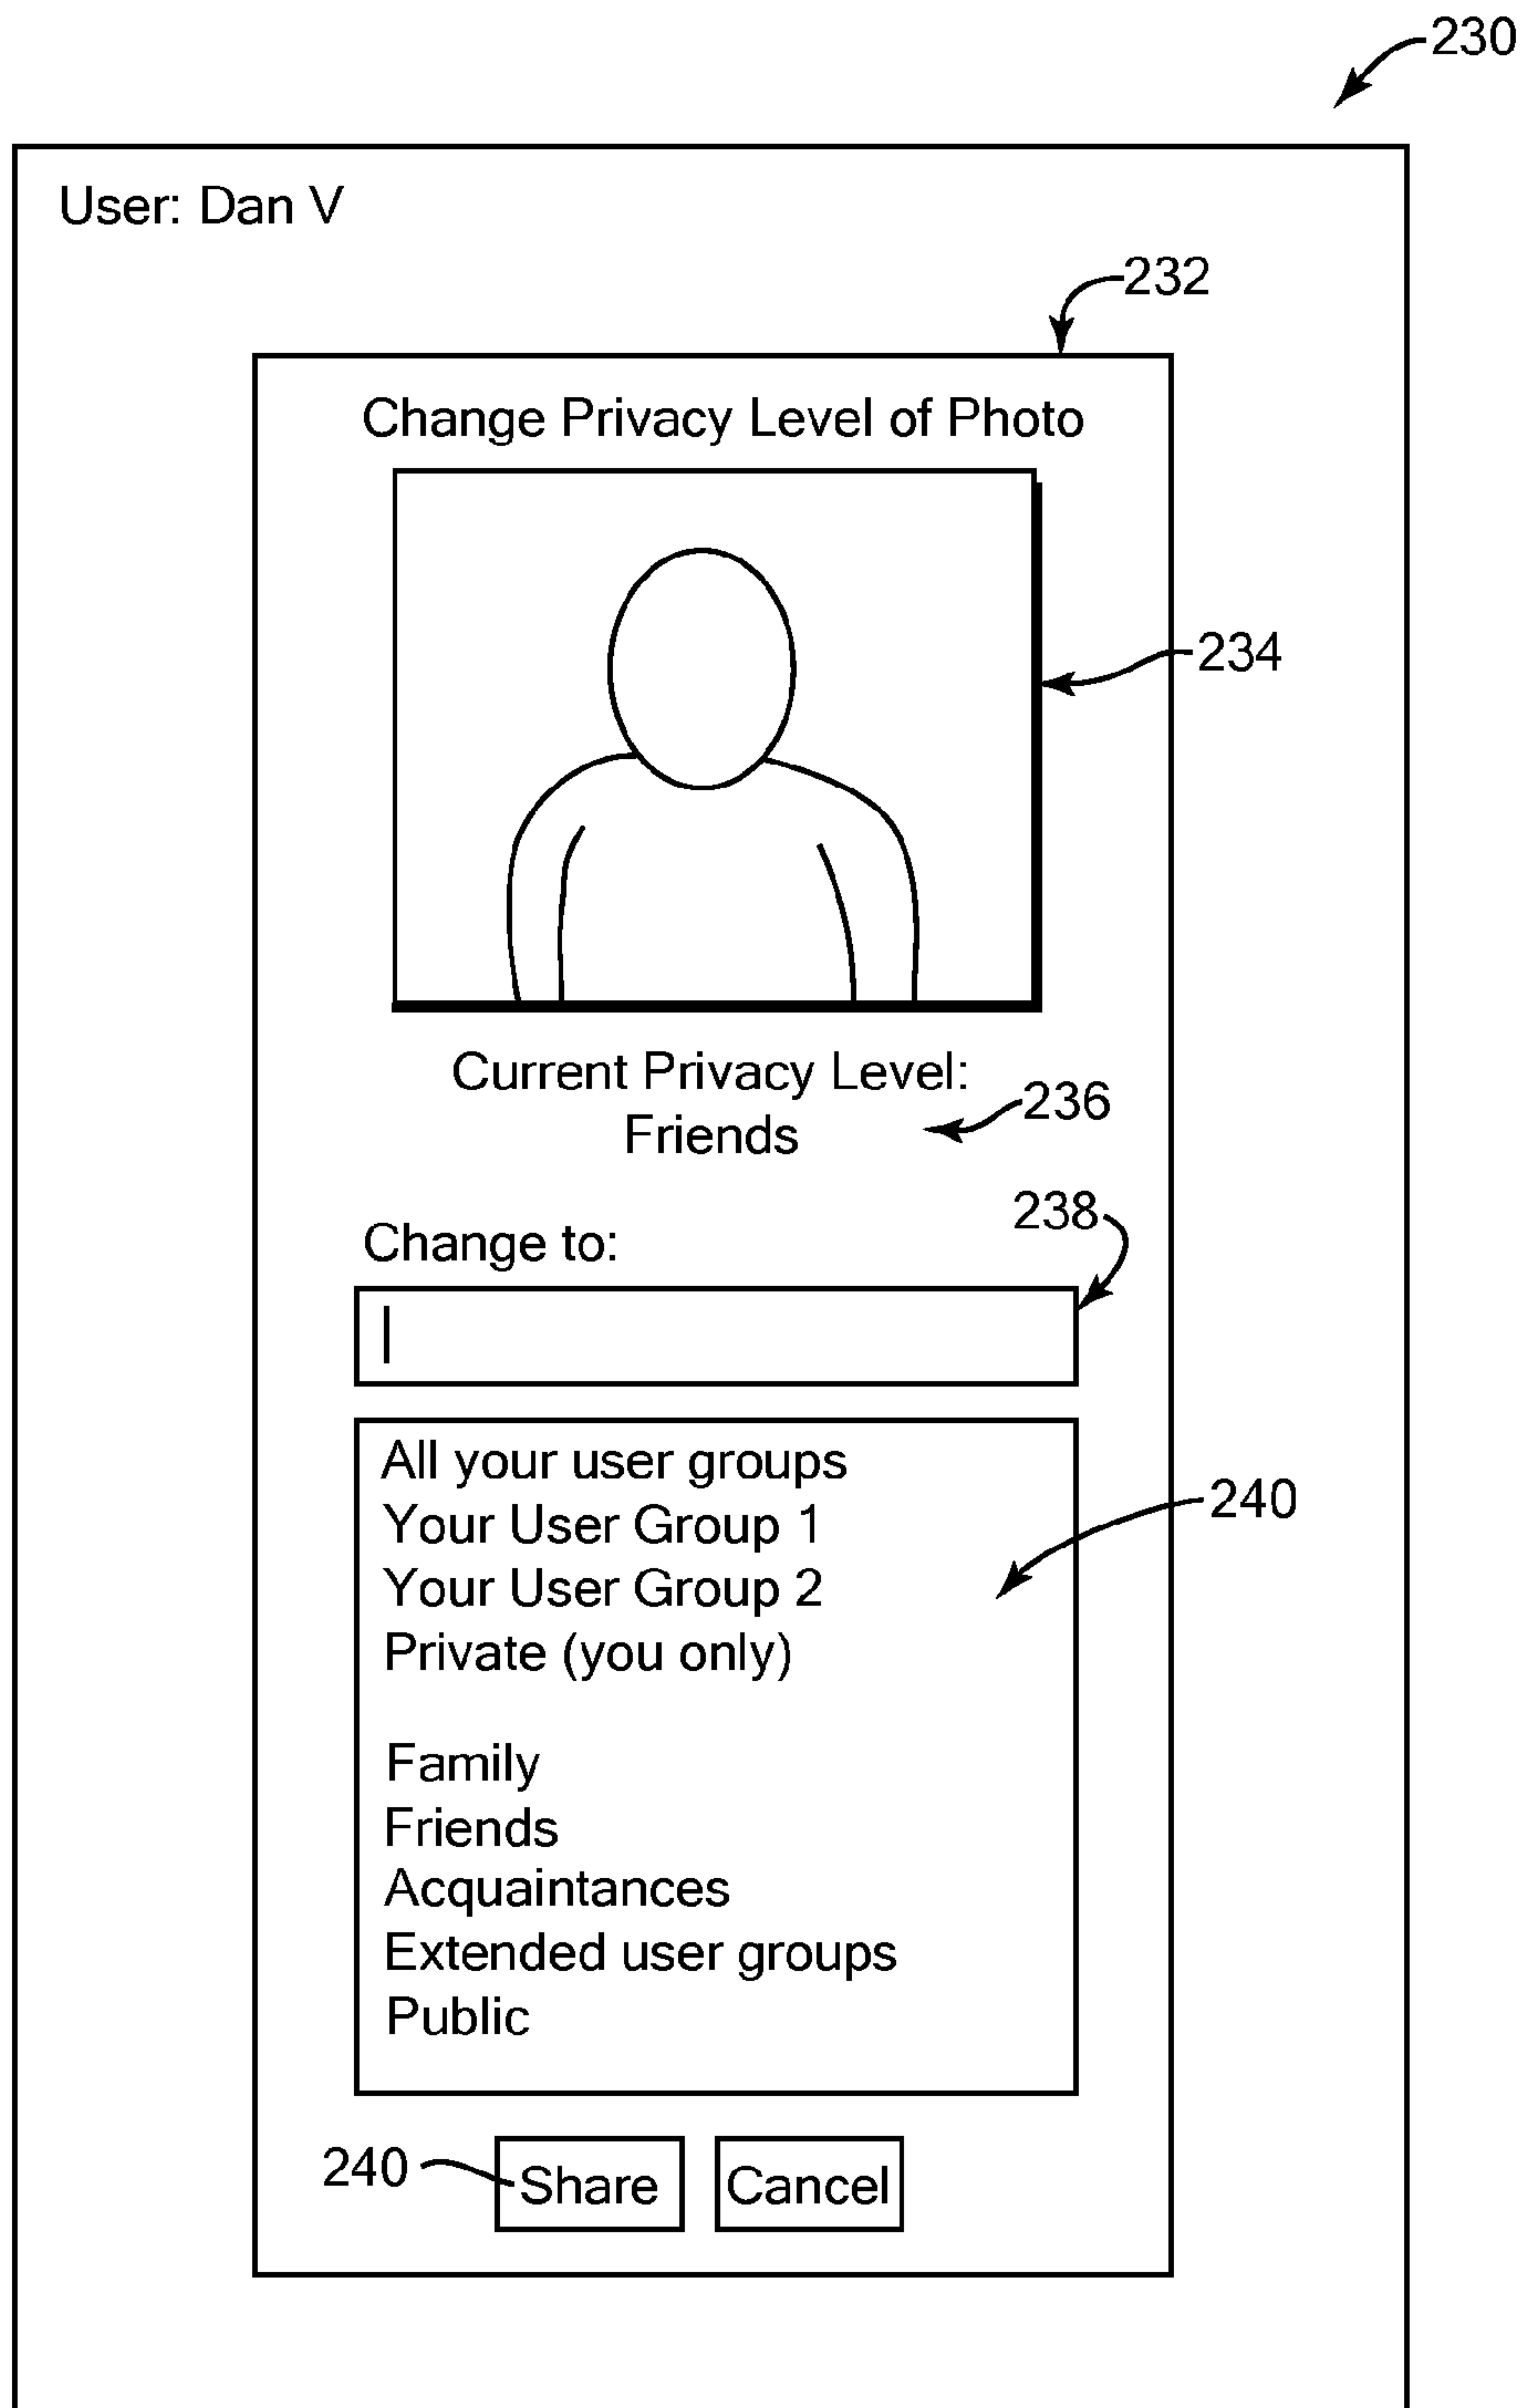 230
User: Dan V
232
Change Privacy Level of Photo
234
Current Privacy Level:
236
Friends
238
Change to:
All your user groups
Your User Group 1
240
Your User Group 2
Private (you only)
Family
Friends
Acquaintances
Extended user groups
Public
240
Share
Cancel